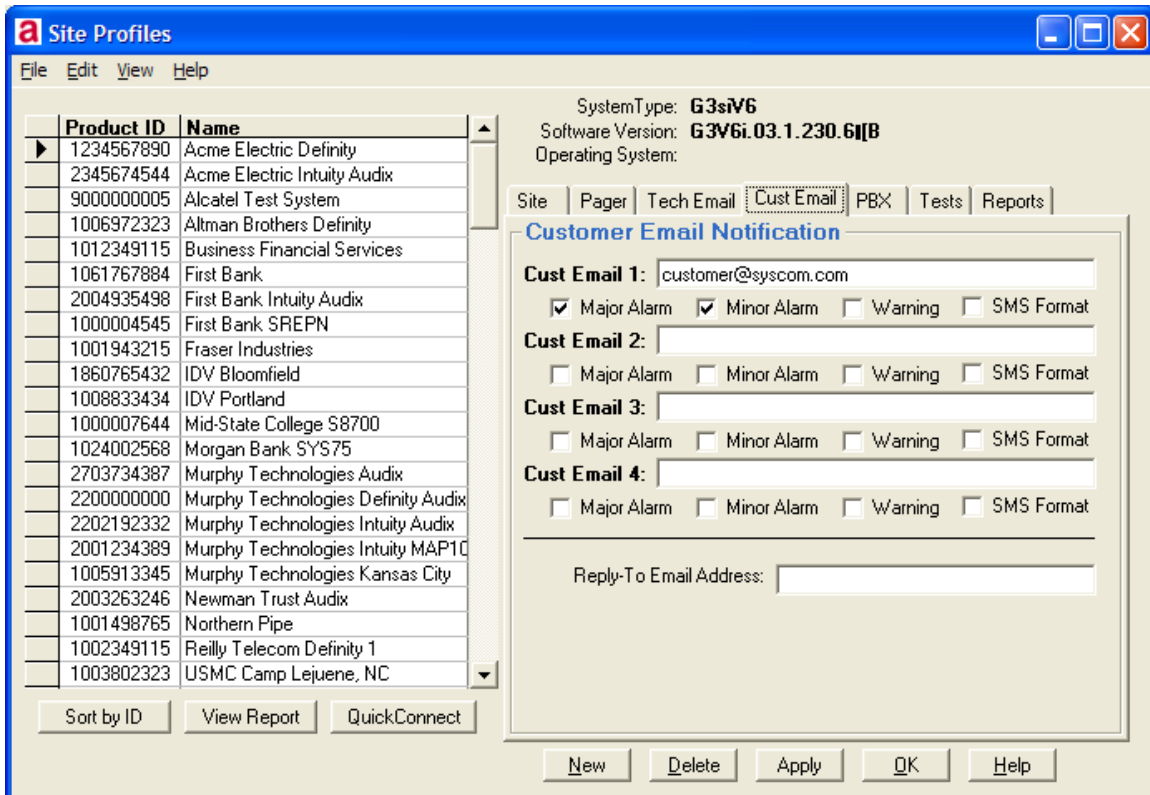 a Site Profiles
File Edit View Help
SystemType: G3siV6
Software Version: G3V6i.03.1.230.6
Operating System:
Product ID Name
1234567890 Acme Electric Definity
2345674544 Acme Electric Intuity Audix
9000000005 Alcatel Test System
1006972323 Altman Brothers Definity
1012349115 Business Financial Services
1061767884 First Bank
2004935498 First Bank Intuity Audix
1000004545 First Bank SREPN
1001943215 Fraser Industries
1860765432 IDV Bloomfield
1008833434 IDV Portland
1000007644 Mid-State College S8700
1024002568 Morgan Bank SYS75
2703734387 Murphy Technologies Audix
2200000000 Murphy Technologies Definity Audix
2202192332 Murphy Technologies Intuity Audix
2001234389 Murphy Technologies Intuity
1005913345 Murphy Technologies Kansas City
2003263246 Newman Trust Audix
1001498765 Northern Pipe
1002349115 Reilly Telecom Definity 1
1003802323 USMC Camp Lejuene, NC
Sort by ID View Report QuickConnect
Site Pager Tech Email Cust Email PBX Tests Reports
Customer Email Notification
Cust Email 1: customer@syscom.com
Major Alarm Minor Alarm Warning SMS Format
Cust Email 2:
Major Alarm Minor Alarm Warning SMS Format
Cust Email 3:
Major Alarm Minor Alarm Warning SMS Format
Cust Email 4:
Major Alarm Minor Alarm Warning SMS Format
Reply-To Email Address:
New Delete Apply OK Help